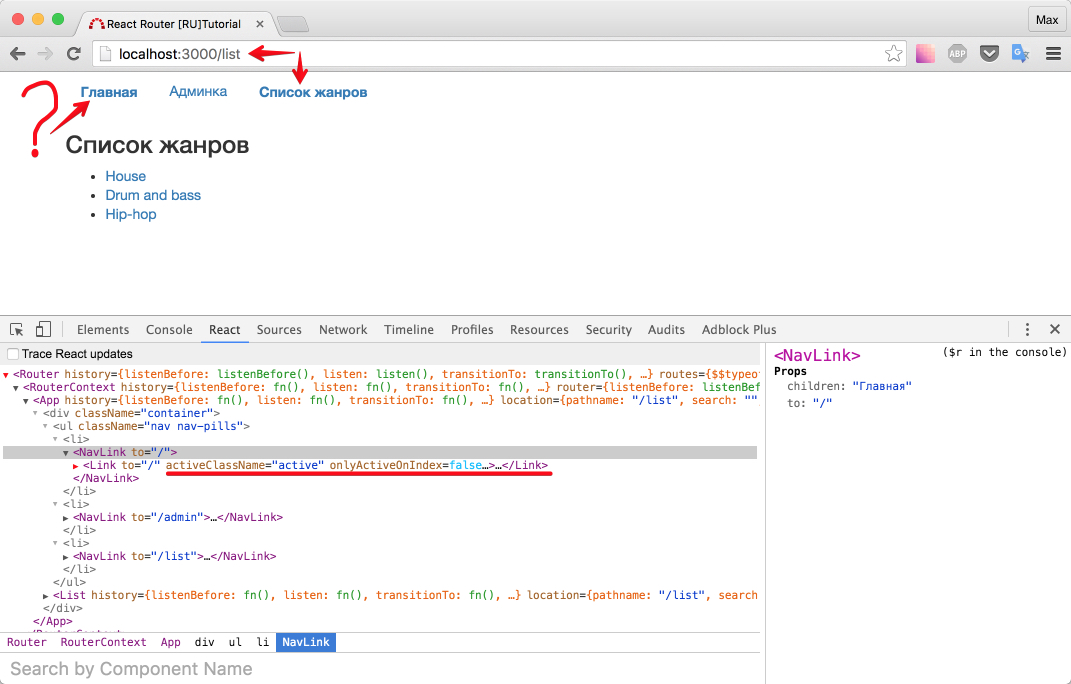 React Router [RU]Tutorial
Max
localhost:3000/list
ABP
G
?
Главная Админка Список жанров
Список жанров
House
Drum and bass
Hip-hop
Elements Console React Sources Network Timeline Profiles Resources Security Audits Adblock Plus
Trace React updates
<Router history={listenBefore: listenBefore(), listen: listen(), transitionTo: transitionTo(), …} routes={$$typeof
<RouterContext history={listenBefore: fn(), listen: fn(), transitionTo: fn(), …} router={listenBefore: listenBef
<App history={listenBefore: fn(), listen: fn(), transitionTo: fn(), …} location={pathname: "/list", search: "",
<div className="container">
<ul className="nav nav-pills">
<li>
<NavLink to="/">
<Link to="/" activeClassName="active" onlyActiveOnIndex=false…>…</Link>
</NavLink>
</li>
<li>
<NavLink to="/admin">…</NavLink>
</li>
<li>
<NavLink to="/list">…</NavLink>
</li>
</ul>
<List history={listenBefore: fn(), listen: fn(), transitionTo: fn(), …} location={pathname: "/list", search
</div>
</App>
Router RouterContext App div ul li NavLink
Search by Component Name
<NavLink> ($r in the console)
Props
children: "Главная"
to: "/"